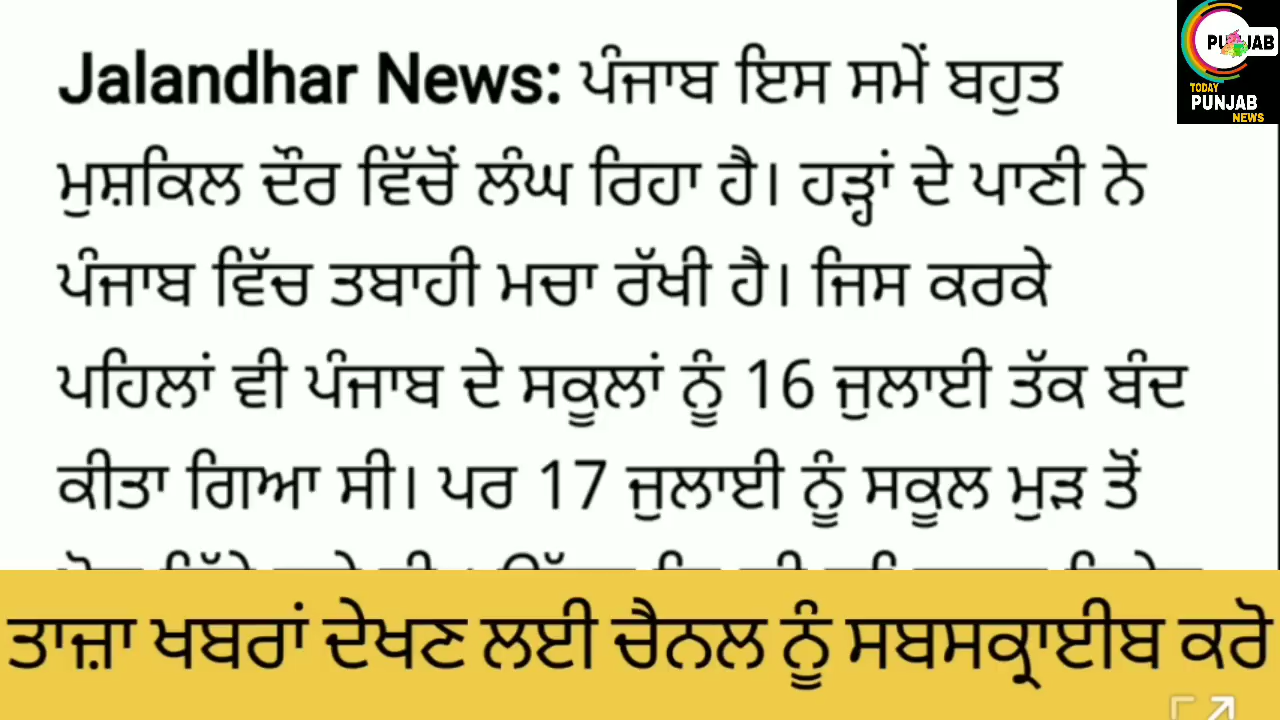 Jalandhar News: ਪੰਜਾਬ ਇਸ ਸਮੇਂ ਬਹੁਤ
ਮੁਸ਼ਕਿਲ ਦੌਰ ਵਿੱਚੋਂ ਲੰਘ ਰਿਹਾ ਹੈ। ਹੜ੍ਹਾਂ ਦੇ ਪਾਣੀ ਨੇ
ਪੰਜਾਬ ਵਿੱਚ ਤਬਾਹੀ ਮਚਾ ਰੱਖੀ ਹੈ। ਜਿਸ ਕਰਕੇ
ਪਹਿਲਾਂ ਵੀ ਪੰਜਾਬ ਦੇ ਸਕੂਲਾਂ ਨੂੰ 16 ਜੁਲਾਈ ਤੱਕ ਬੰਦ
ਕੀਤਾ ਗਿਆ ਸੀ। ਪਰ 17 ਜੁਲਾਈ ਨੂੰ ਸਕੂਲ ਮੁੜ ਤੋਂ
ਤਾਜ਼ਾ ਖਬਰਾਂ ਦੇਖਣ ਲਈ ਚੈਨਲ ਨੂੰ ਸਬਸਕ੍ਰਾਈਬ ਕਰੋ
PUNJAB
TODAY
PUNJAB
NEWS